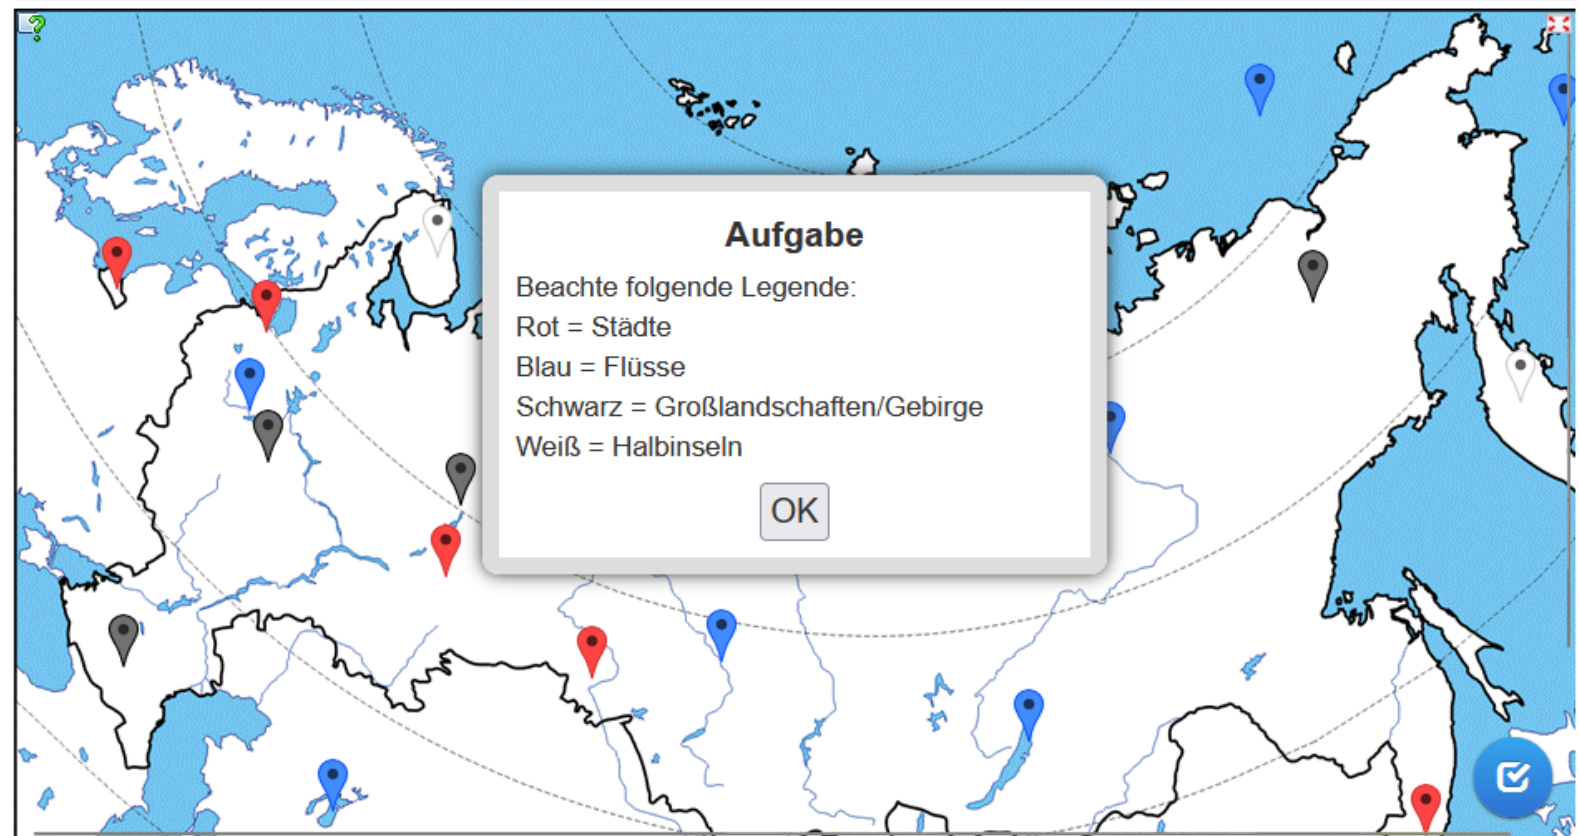 Aufgabe
Beachte folgende Legende:
Rot = Städte
Blau = Flüsse
Schwarz = Großlandschaften/Gebirge
Weiß = Halbinseln
OK